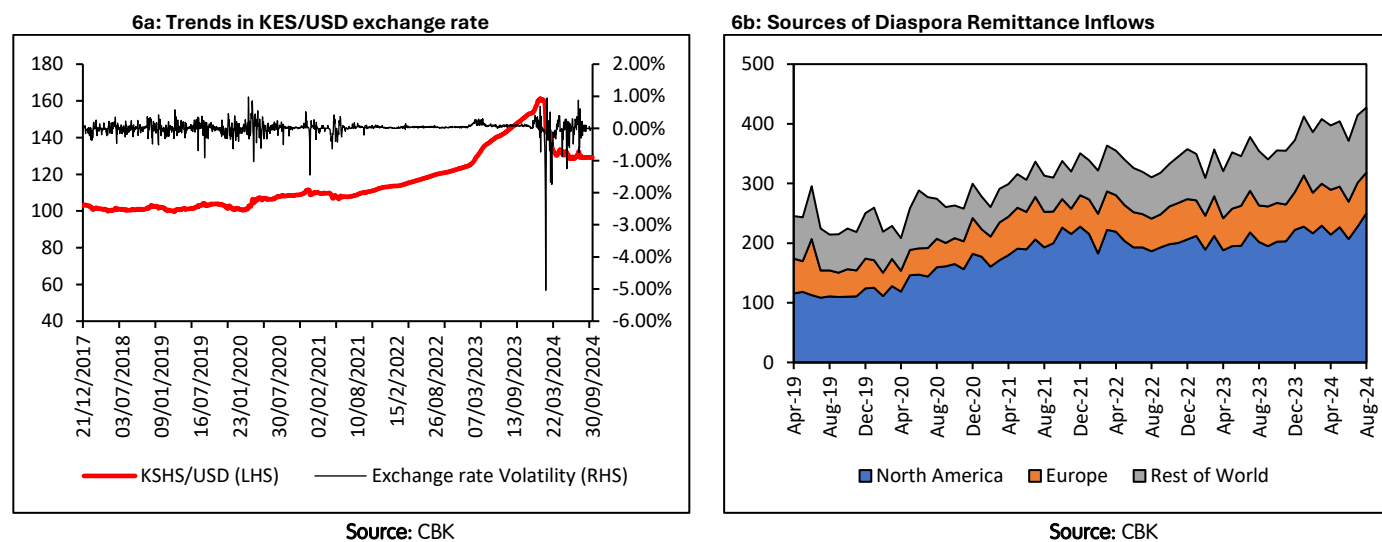 6a: Trends in KES/USD exchange rate
180
160
140
120
100
80
60
40
2.00%
1.00%
0.00%
-1.00%
-2.00%
-3.00%
-4.00%
-5.00%
-6.00%
21/12/2017
03/07/2018
09/01/2019
16/07/2019
23/01/2020
30/07/2020
02/02/2021
10/08/2021
15/2/2022
26/08/2022
07/03/2023
13/09/2023
22/03/2024
30/09/2024
KSHS/USD (LHS)
Exchange rate Volatility (RHS)
Source: CBK
6b: Sources of Diaspora Remittance Inflows
500
400
300
200
100
0
Apr-19
Aug-19
Dec-19
Apr-20
Aug-20
Dec-20
Apr-21
Aug-21
Dec-21
Apr-22
Aug-22
Dec-22
Apr-23
Aug-23
Dec-23
Apr-24
Aug-24
North America
Europe
Rest of World
Source: CBK